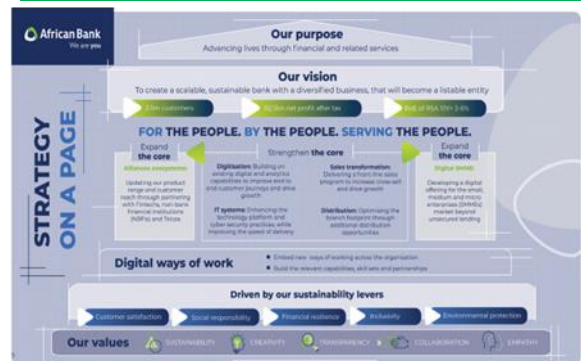 African Bank
We are you
Our purpose
Advancing lives through financial and related services
Our vision
To create a scalable, sustainable bank with a diversified business, that will become a listable entity
customers
net profit after tax
FOR THE PEOPLE. BY THE PEOPLE. SERVING THE PEOPLE.
STRATEGY
ON A PAGE
Expand
the core
Alliances ecosystems
Updating our product
range and customer
reach through partnering
with Fintechs, non-bank
financial institutions
(NBFIs) and Telcos
Strengthen the core
Digitisation: Building on
existing digital and analytics
capabilities to improve end to
end customer journeys and drive
growth
IT systems: Enhancing the
technology platform and
cyber security practices, while
improving the speed of delivery
Sales transformation:
Delivering a front-line sales
program to increase cross-sell
and drive growth
Distribution: Optimising the
branch footprint through
additional distribution
opportunities
Expand
the core
Digital SMME
Developing a digital
offering for the small,
medium and micro
enterprises (SMMEs)
market beyond
unsecured lending
Digital ways of work
Embed new ways of working across the organisation
Build the relevant capabilities, skill sets and partnerships
Driven by our sustainability levers
Customer satisfaction
Social responsibility
Financial resilience
Inclusivity
Environmental protection
Our values
SUSTAINABILITY
CREATIVITY
TRANSPARENCY
COLLABORATION
EMPATHY